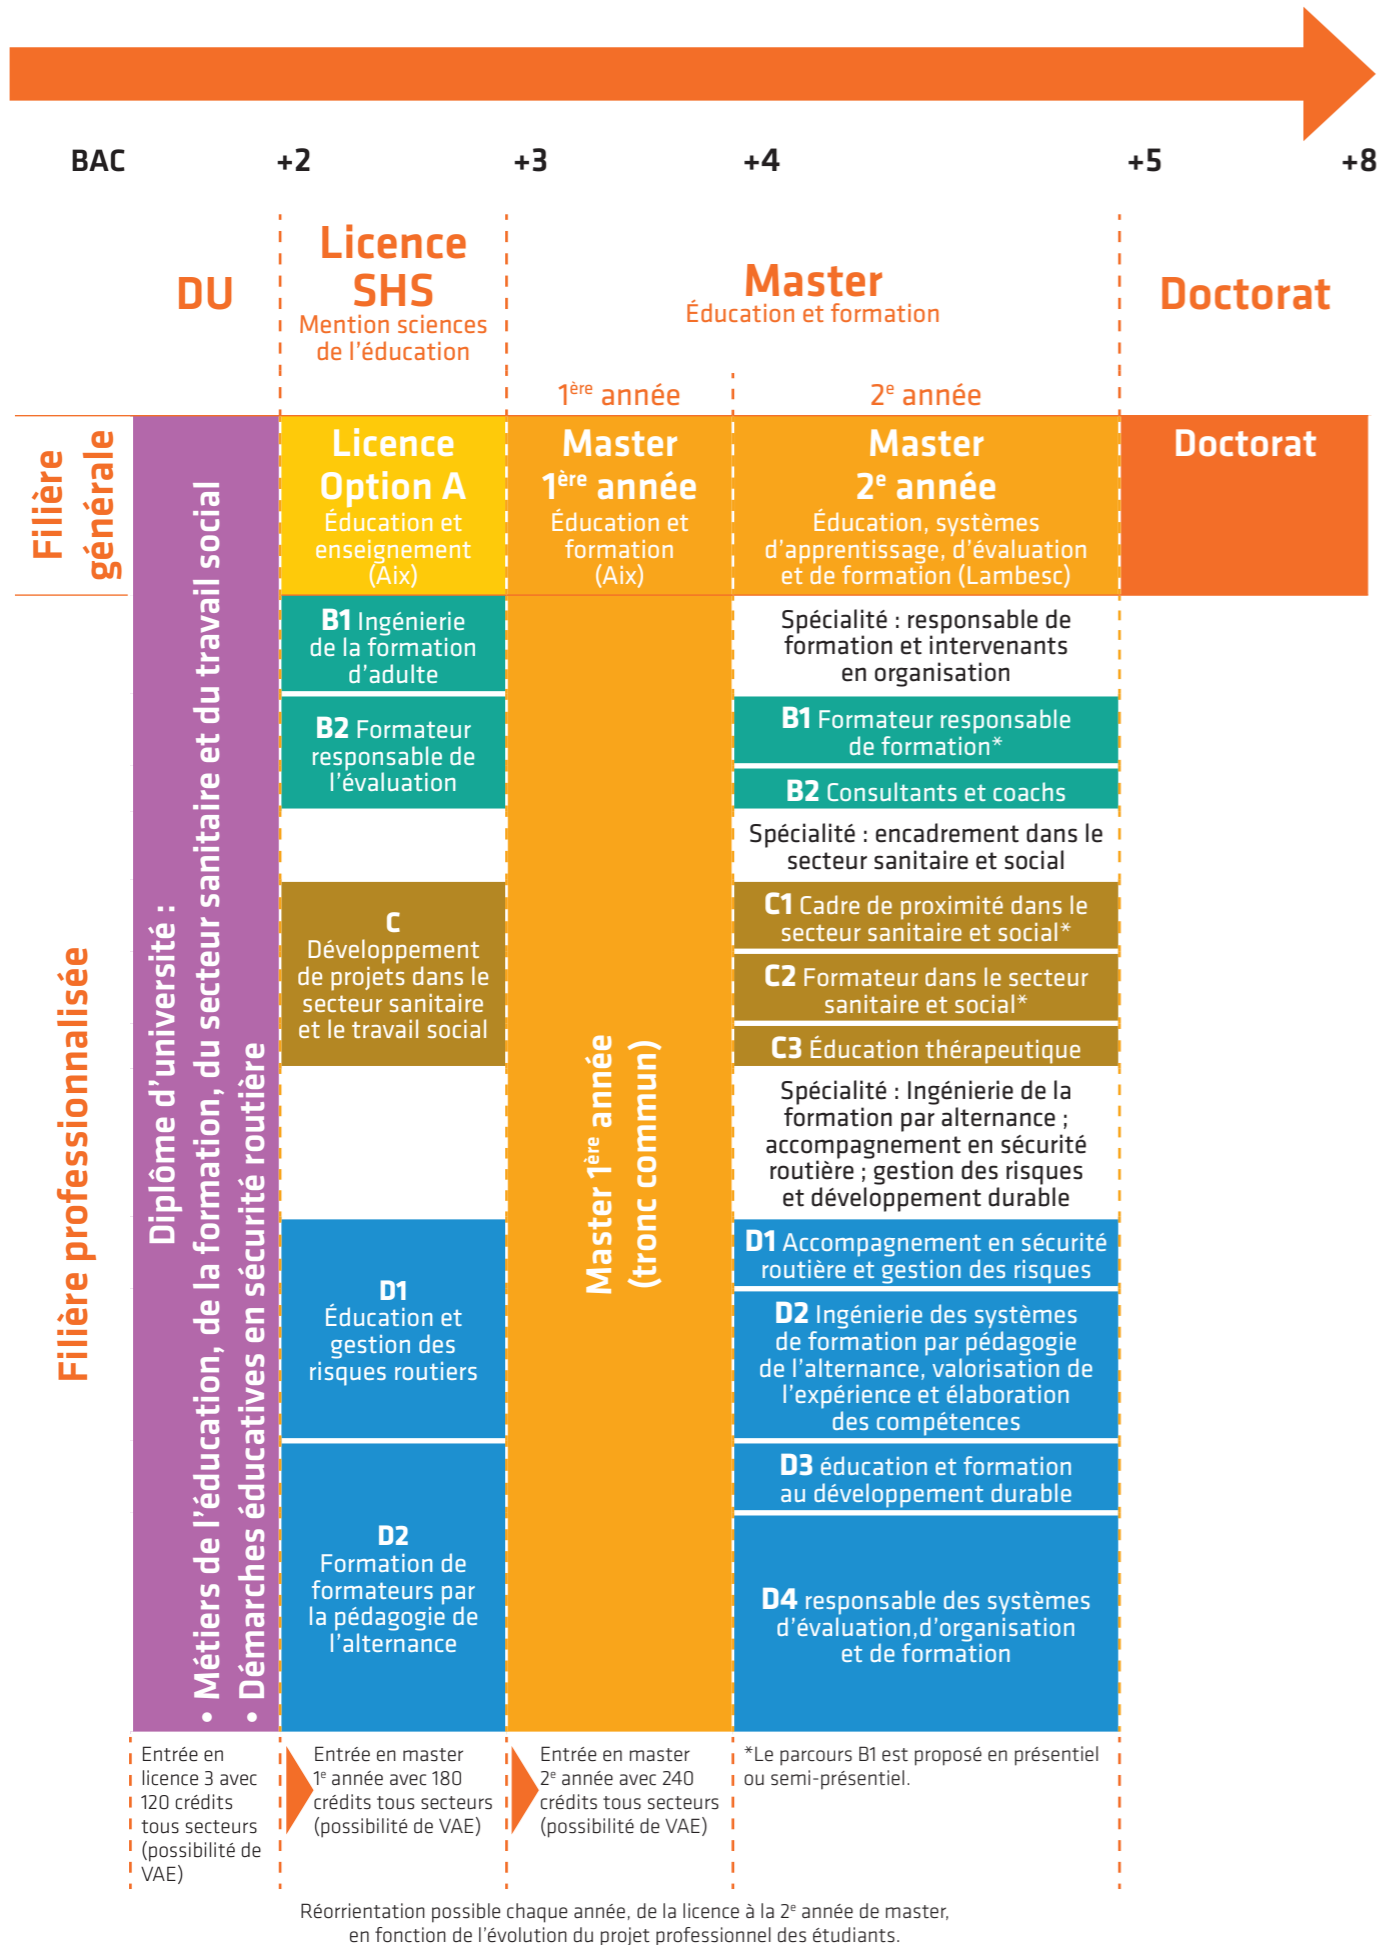 BAC +2 +3 +4 +5 +8
DU
Licence
SHS
Mention sciences
de l'éducation
Master
Éducation et formation
Doctorat
1ère année
2e année
Filière
générale
Licence
Option A
Éducation et
enseignement
(Aix)
Master
1ère année
Éducation et
formation
(Aix)
Master
2e année
Éducation, systèmes
d'apprentissage, d'évaluation
et de formation (Lambesc)
Doctorat
Filière professionnalisée
Diplôme d'université :
• Métiers de l'éducation, de la formation, du secteur sanitaire et du travail social
• Démarches éducatives en sécurité routière
B1 Ingénierie
de la formation
d'adulte
B2 Formateur
responsable de
l'évaluation
C
Développement
de projets dans le
secteur sanitaire
et le travail social
D1
Éducation et
gestion des
risques routiers
D2
Formation de
formateurs par
la pédagogie de
l'alternance
Master 1ère année
(tronc commun)
Spécialité : responsable de
formation et intervenants
en organisation
B1 Formateur responsable
de formation*
B2 Consultants et coachs
Spécialité : encadrement dans le
secteur sanitaire et social
C1 Cadre de proximité dans le
secteur sanitaire et social*
C2 Formateur dans le secteur
sanitaire et social*
C3 Éducation thérapeutique
Spécialité : Ingénierie de la
formation par alternance ;
accompagnement en sécurité
routière ; gestion des risques
et développement durable
D1 Accompagnement en sécurité
routière et gestion des risques
D2 Ingénierie des systèmes
de formation par pédagogie
de l'alternance, valorisation de
l'expérience et élaboration
des compétences
D3 éducation et formation
au développement durable
D4 responsable des systèmes
d'évaluation,d'organisation
et de formation
Entrée en
licence 3 avec
120 crédits
tous secteurs
(possibilité de
VAE)
Entrée en master
1e année avec 180
crédits tous secteurs
(possibilité de VAE)
Entrée en master
2e année avec 240
crédits tous secteurs
(possibilité de VAE)
*Le parcours B1 est proposé en présentiel
ou semi-présentiel.
Réorrientation possible chaque année, de la licence à la 2e année de master,
en fonction de l'évolution du projet professionnel des étudiants.